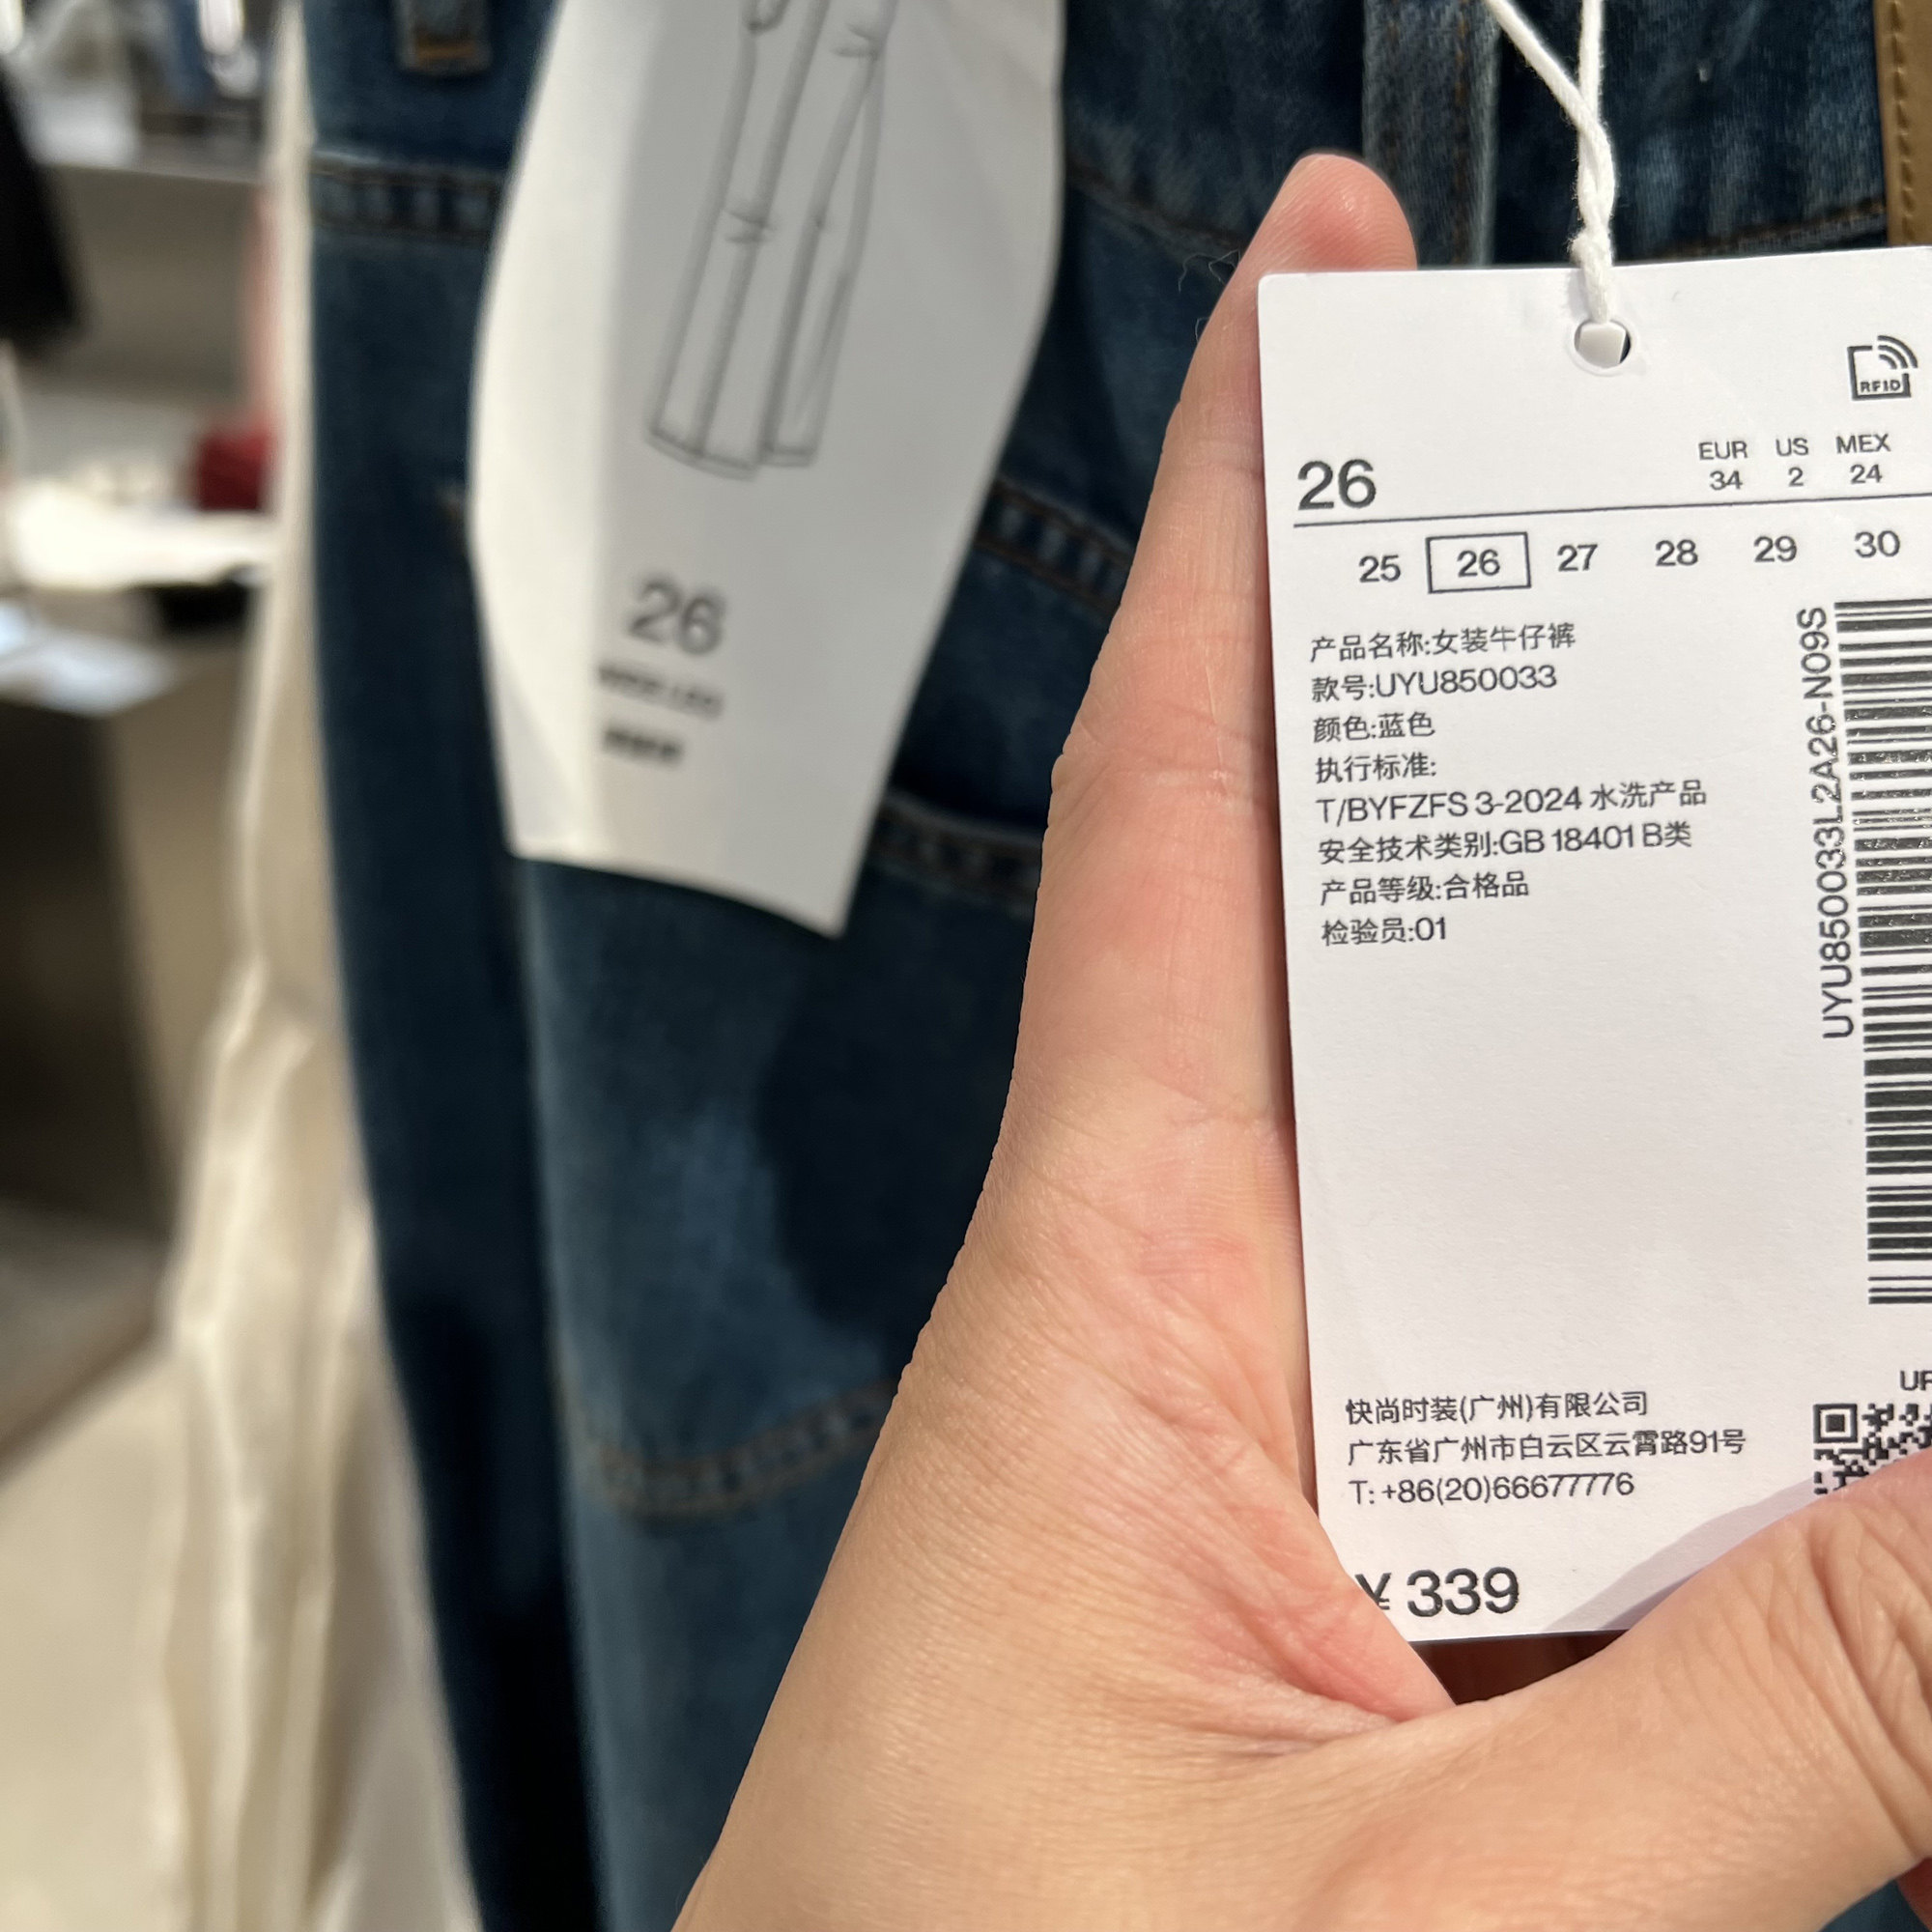 26
RFID
EUR US MEX
34 2 24
26
25 26 27 28 29 30
产品名称:女装牛仔裤
款号:UYU850033
颜色:蓝色
执行标准:
T/BYFZFS 3-2024 水洗产品
安全技术类别:GB 18401 B类
产品等级:合格品
检验员:01
UYU850033L2A26-N09S
快尚时装(广州)有限公司
广东省广州市白云区云霄路91号
T: +86(20)66677776
¥ 339